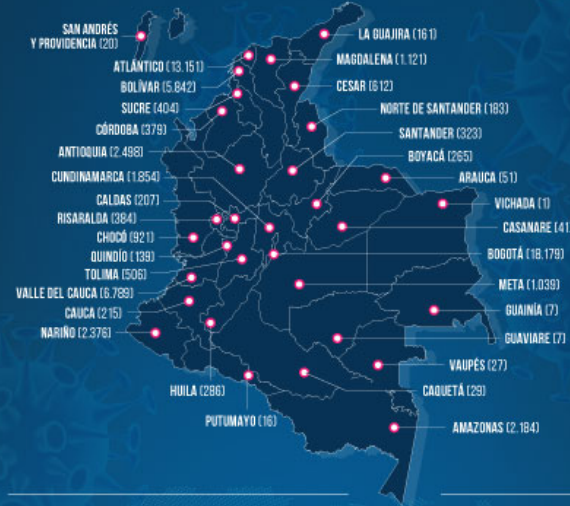 SAN ANDRÉS
Y PROVIDENCIA (20)
ATLÁNTICO (13.151)
BOLÍVAR (5.842)
SUCRE (404)
CÓRDOBA (379)
ANTIOQUIA (2.498)
CUNDINAMARCA (1.854)
CALDAS (207)
RISARALDA (384)
CHOCÓ (921)
QUINDÍO (139)
TOLIMA (506)
VALLE DEL CAUCA (6.789)
CAUCA (215)
NARIÑO (2.376)
HUILA (286)
PUTUMAYO (16)
LA GUAJIRA (161)
MAGDALENA (1.121)
CESAR (612)
NORTE DE SANTANDER (183)
SANTANDER (323)
BOYACÁ (265)
ARAUCA (51)
VICHADA (1)
CASANARE (41
BOGOTÁ (18.179)
META (1.039)
GUAINÍA (7)
GUAVIARE (7)
VAUPÉS (27)
CAQUETÁ (29)
AMAZONAS (2.184)